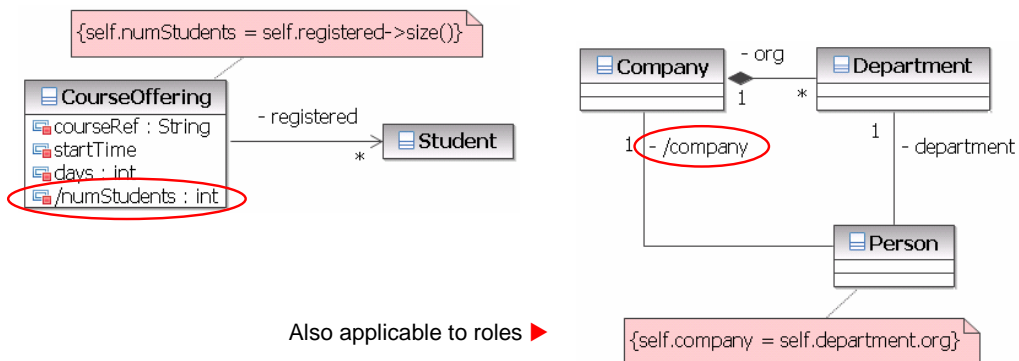 {self.numStudents = self.registered->size()}
CourseOffering
courseRef : String
startTime
days : int
/numStudents : int
- registered
*
Student
Company
- org
1
*
Department
1
- /company
1
- department
Person
Also applicable to roles
{self.company = self.department.org}